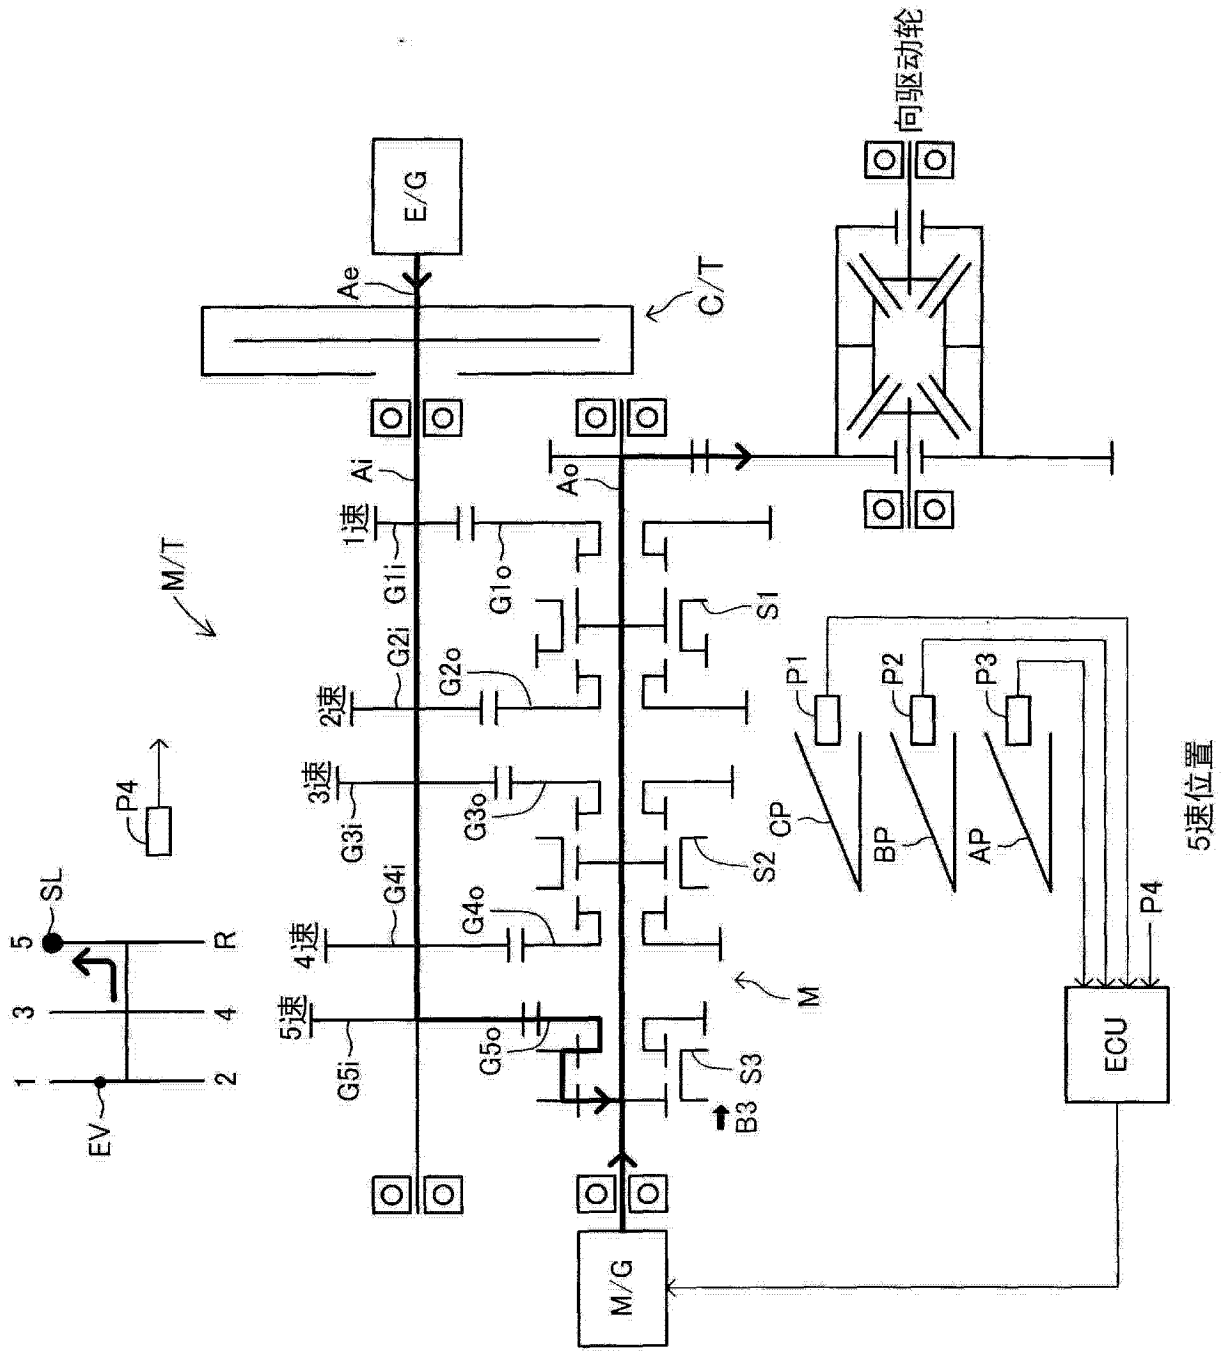 1
3
5
SL
EV
2
4
R
P4
M/T
5速
4速
3速
2速
1速
G5i
G4i
G3i
G2i
G1i
Ai
Ae
E/G
C/T
G5o
G4o
G3o
G2o
G1o
Ao
M/G
B3
S3
S2
S1
M
CP
P1
BP
P2
AP
P3
P4
ECU
向驱动轮
5速位置